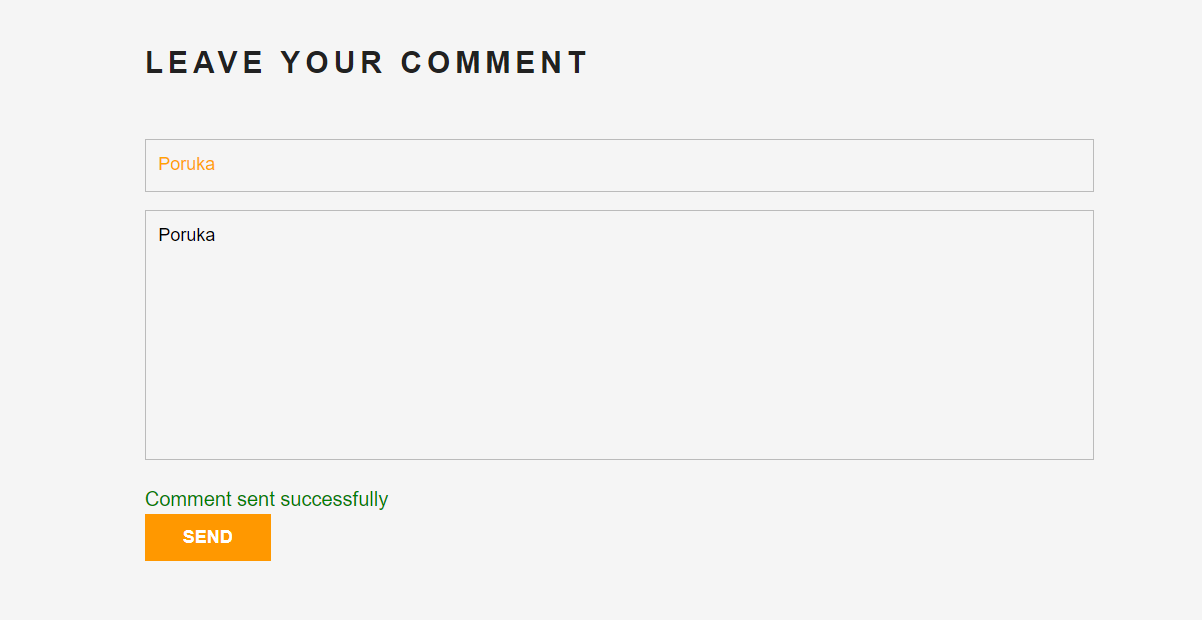 LEAVE YOUR COMMENT
Poruka
Poruka
Comment sent successfully
SEND